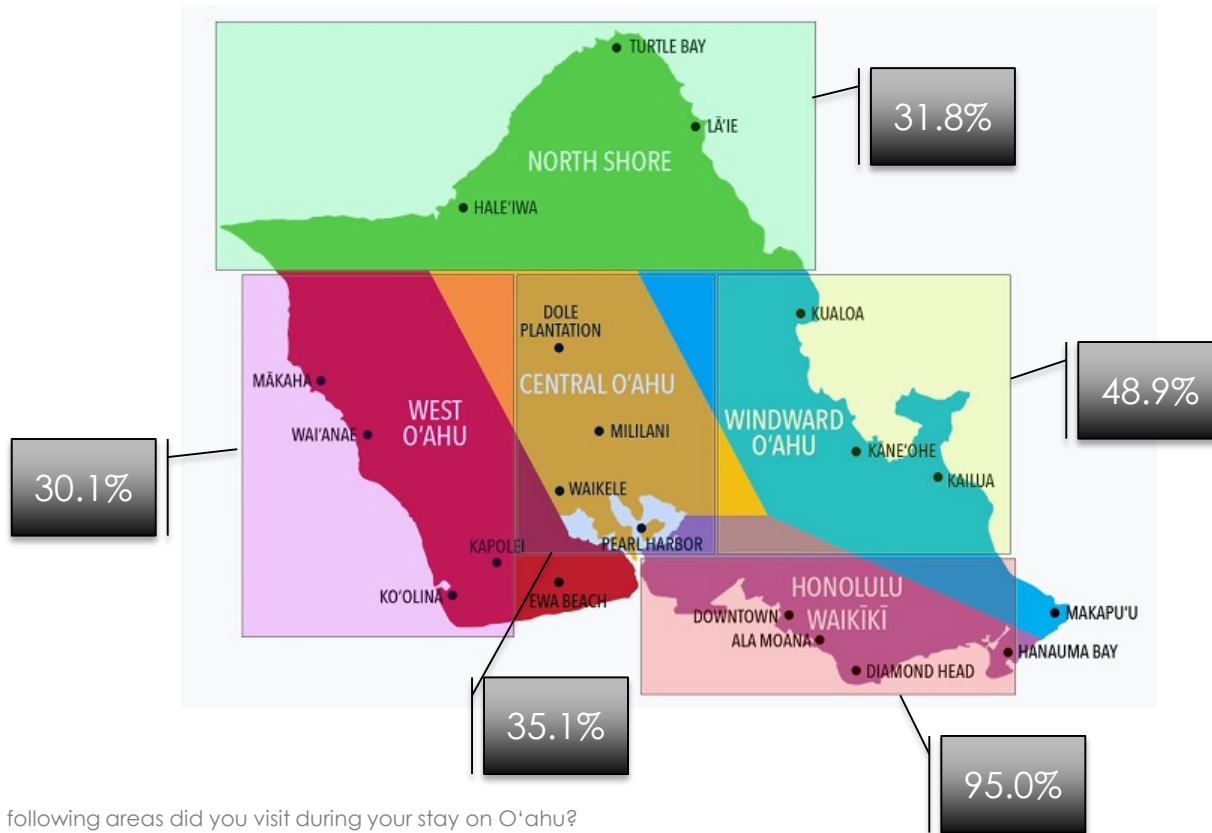 TURTLE BAY
31.8%
LĀ'IE
NORTH SHORE
HALE'IWA
KUALOA
DOLE
PLANTATION
MĀKAHA
CENTRAL O'AHU
48.9%
WEST
O'AHU
WINDWARD
O'AHU
WAI'ANAE
MILILANI
KĀNE'OHE
KAILUA
30.1%
WAIKELE
PEARL HARBOR
KAPOLEI
KO'OLINA
EWA BEACH
HONOLULU
WAIKĪKĪ
DOWNTOWN
ALA MOANA
MAKAPU'U
HANAUMA BAY
DIAMOND HEAD
35.1%
95.0%
following areas did you visit during your stay on O'ahu?